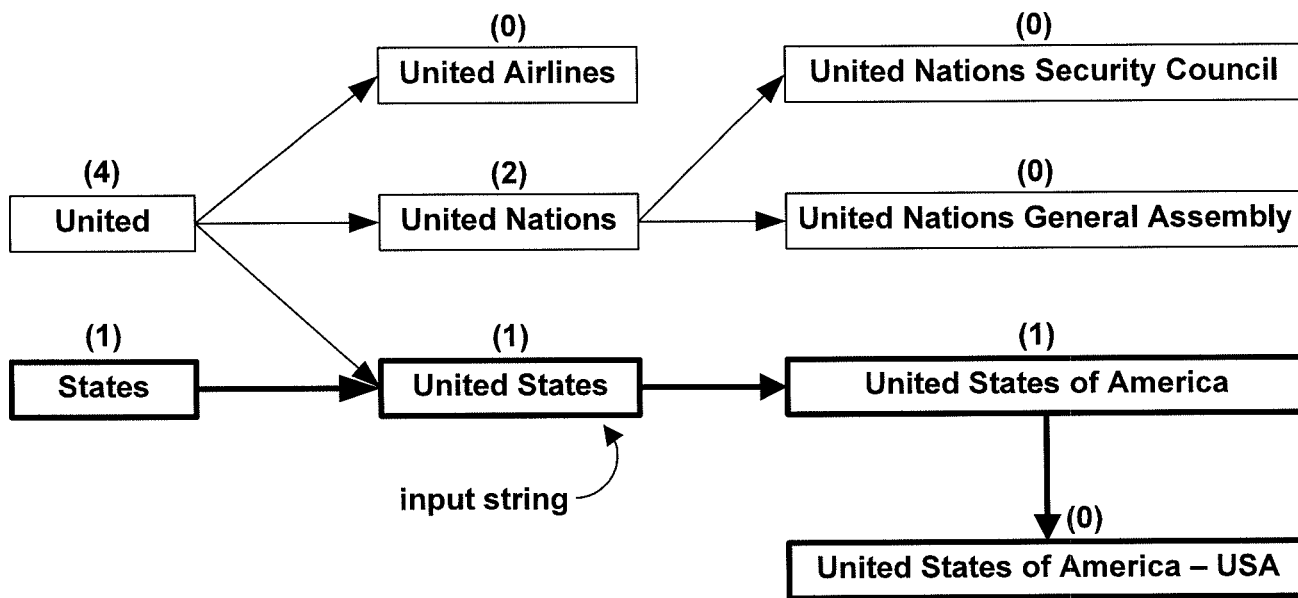 (0)
United Airlines
(0)
United Nations Security Council
(4)
United
(2)
United Nations
(0)
United Nations General Assembly
(1)
States
(1)
United States
(1)
United States of America
input string
(0)
United States of America – USA